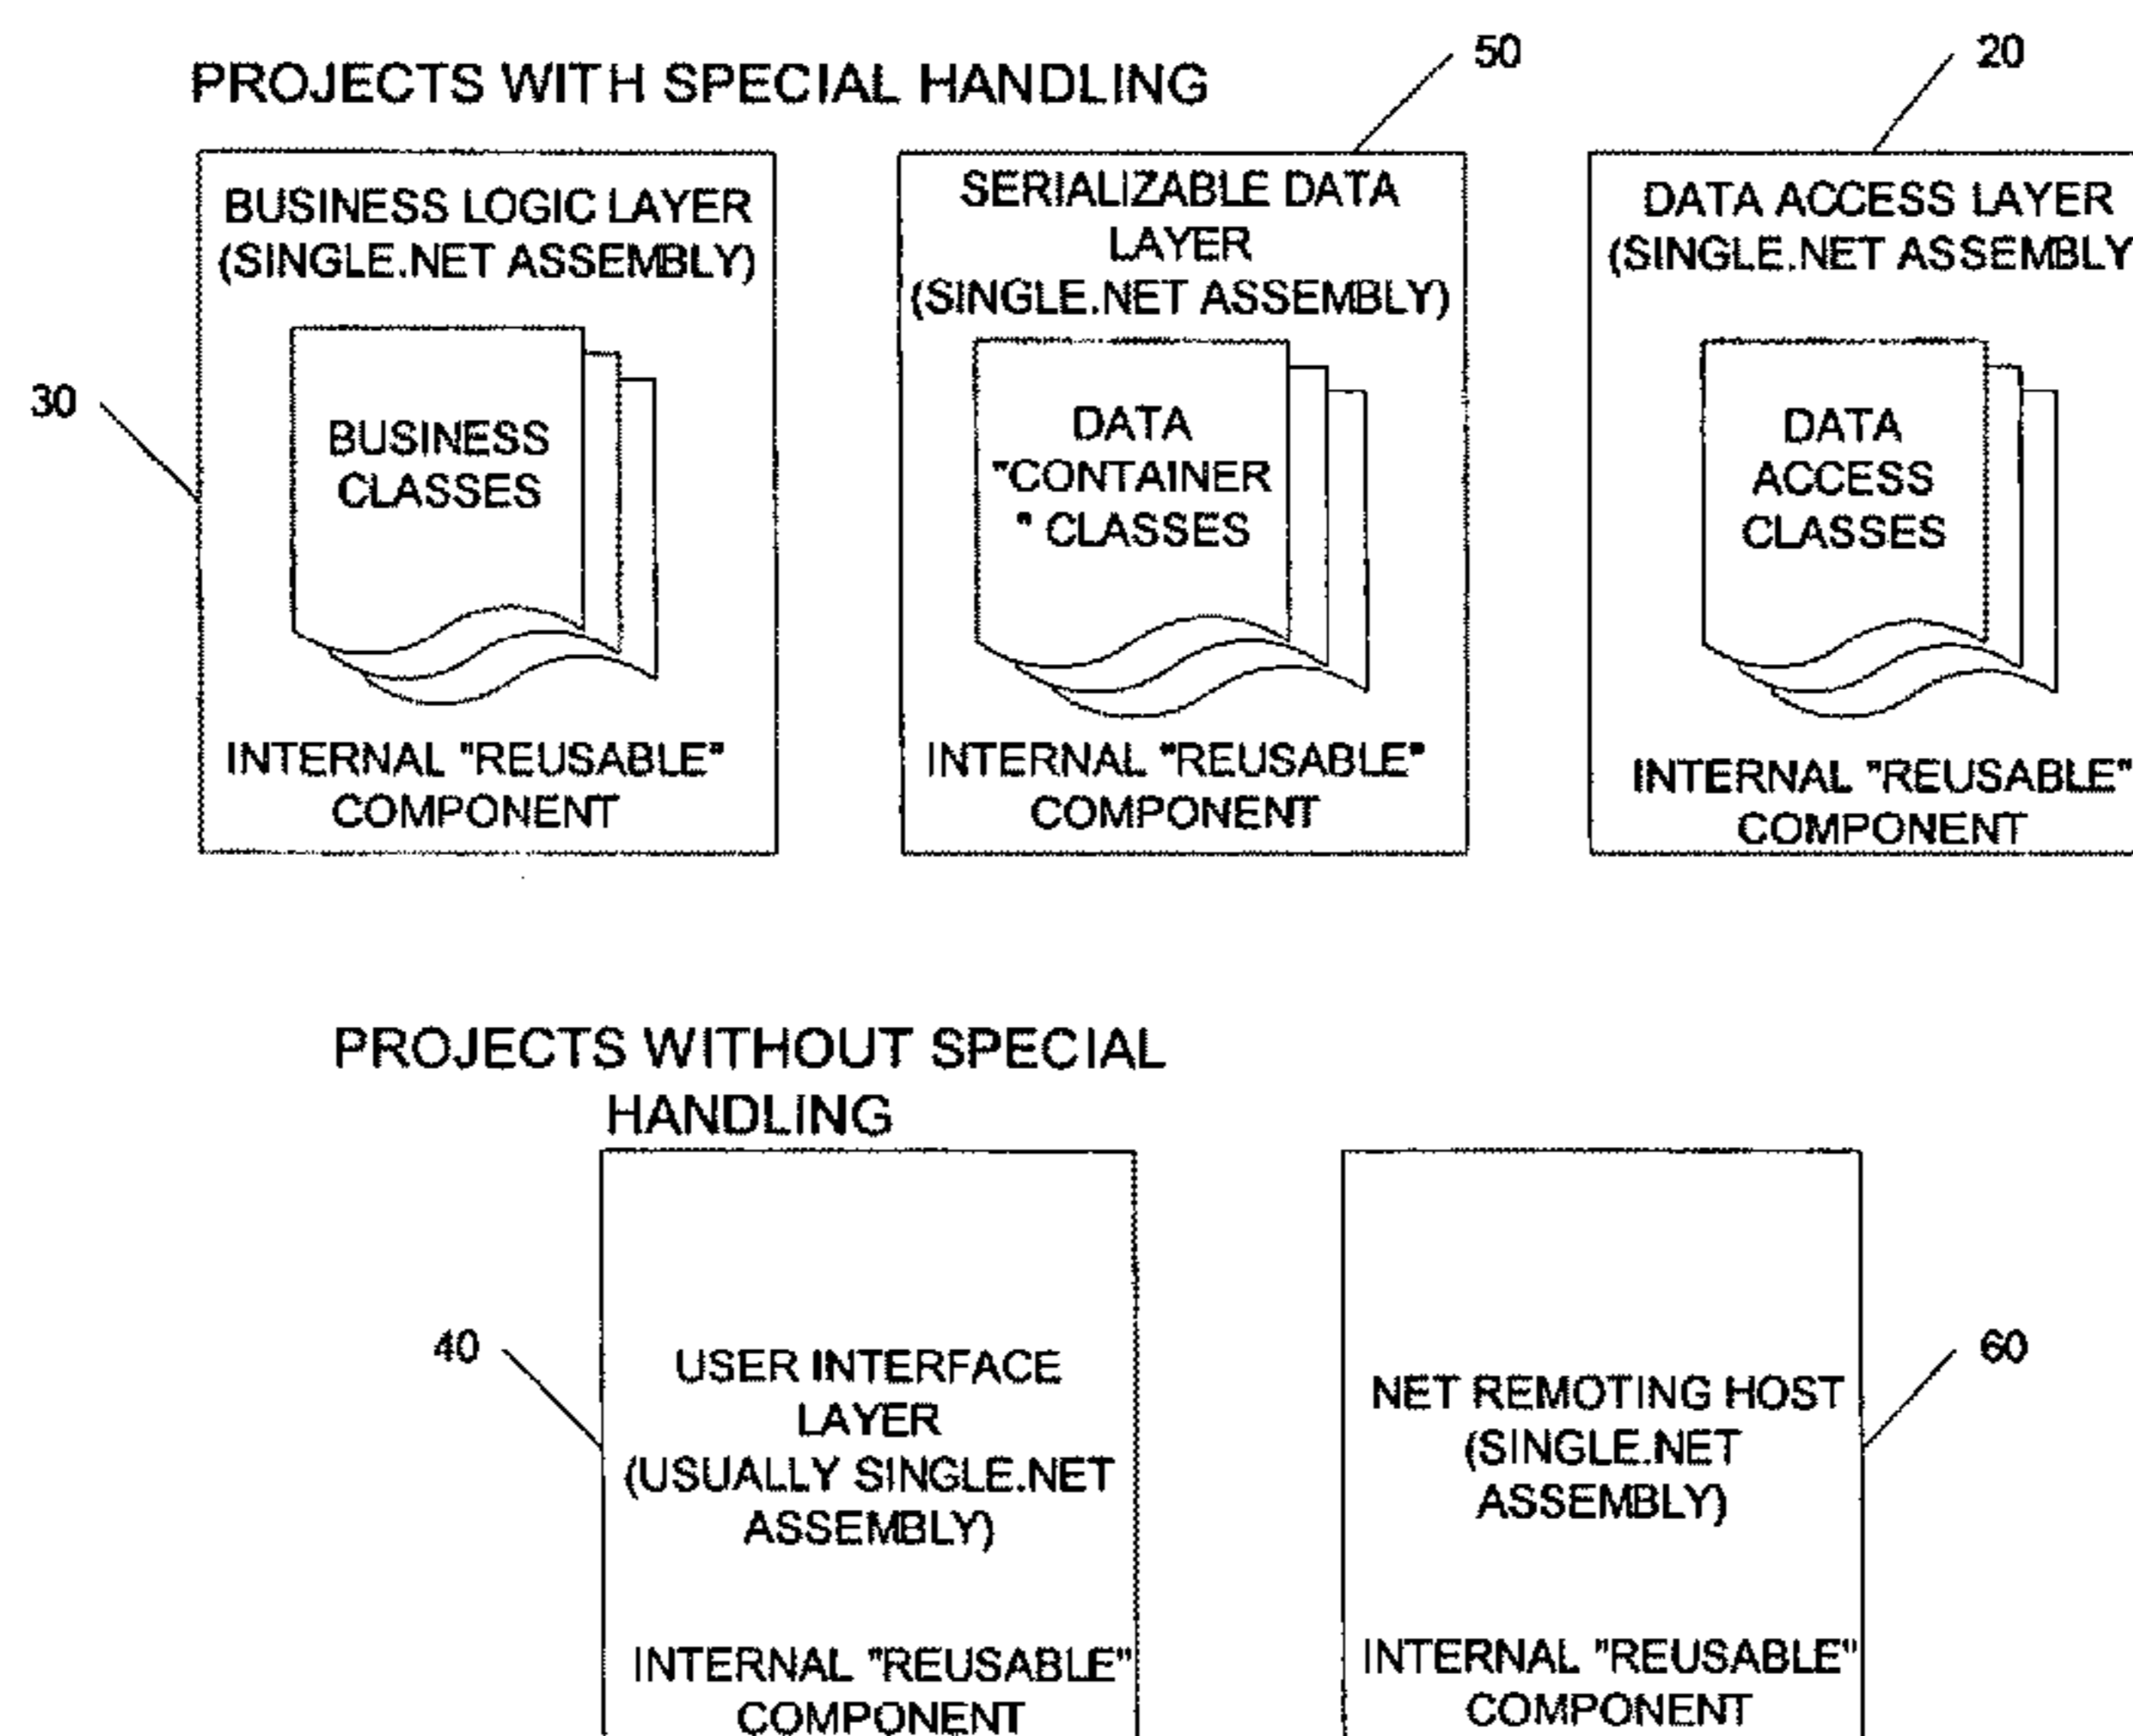 50
20
PROJECTS WITH SPECIAL HANDLING
BUSINESS LOGIC LAYER
(SINGLE.NET ASSEMBLY)
30
BUSINESS
CLASSES
INTERNAL "REUSABLE"
COMPONENT
SERIALIZABLE DATA
LAYER
(SINGLE.NET ASSEMBLY)
DATA
"CONTAINER
" CLASSES
INTERNAL "REUSABLE"
COMPONENT
DATA ACCESS LAYER
(SINGLE.NET ASSEMBLY
DATA
ACCESS
CLASSES
INTERNAL "REUSABLE"
COMPONENT
PROJECTS WITHOUT SPECIAL
HANDLING
40
USER INTERFACE
LAYER
(USUALLY SINGLE.NET
ASSEMBLY)
INTERNAL "REUSABLE"
COMPONENT
60
NET REMOTING HOST
(SINGLE.NET
ASSEMBLY)
INTERNAL "REUSABLE"
COMPONENT